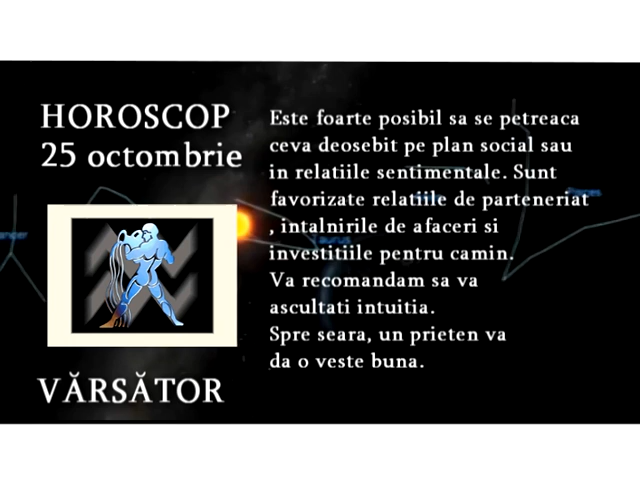 HOROSCOP
25 octombrie
VĂRSĂTOR
Este foarte posibil sa se petreaca
ceva deosebit pe plan social sau
in relatiile sentimentale. Sunt
favorizate relatiile de parteneriat
, intalnirile de afaceri si
investitiile pentru camin.
Va recomandam sa va
ascultati intuitia.
Spre seara, un prieten va
da o veste buna.
Taurus